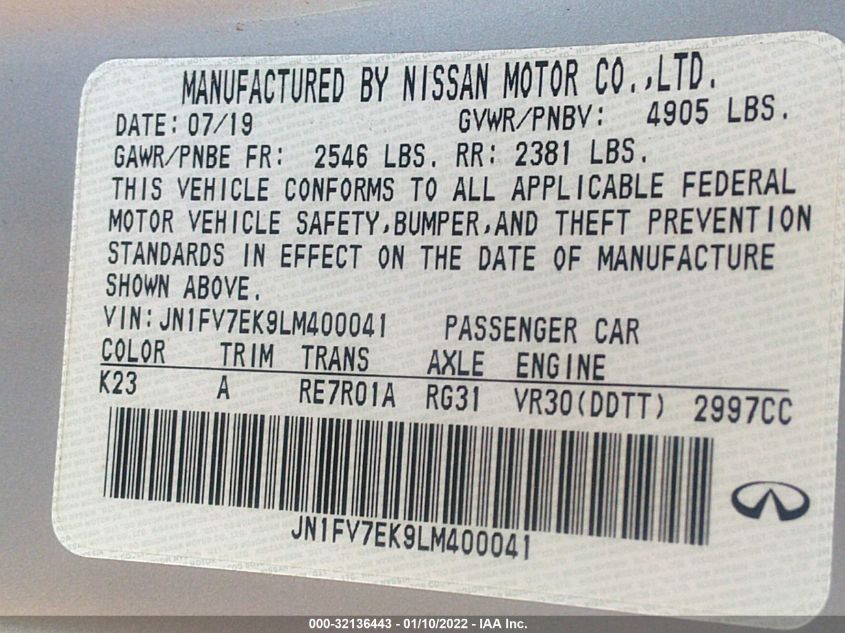 MANUFACTURED BY NISSAN MOTOR CO.,LTD.
DATE: 07/19 GVWR/PNBV: 4905 LBS.
GAWR/PNBE FR: 2546 LBS. RR: 2381 LBS.
THIS VEHICLE CONFORMS TO ALL APPLICABLE FEDERAL
MOTOR VEHICLE SAFETY,BUMPER,AND THEFT PREVENTION
STANDARDS IN EFFECT ON THE DATE OF MANUFACTURE
SHOWN ABOVE.
VIN: JN1FV7EK9LM400041 PASSENGER CAR
COLOR TRIM TRANS AXLE ENGINE
K23 A RE7R01A RG31 VR30(DDTT) 2997CC
JN1FV7EK9LM400041
000-32136443 - 01/10/2022 - IAA Inc.